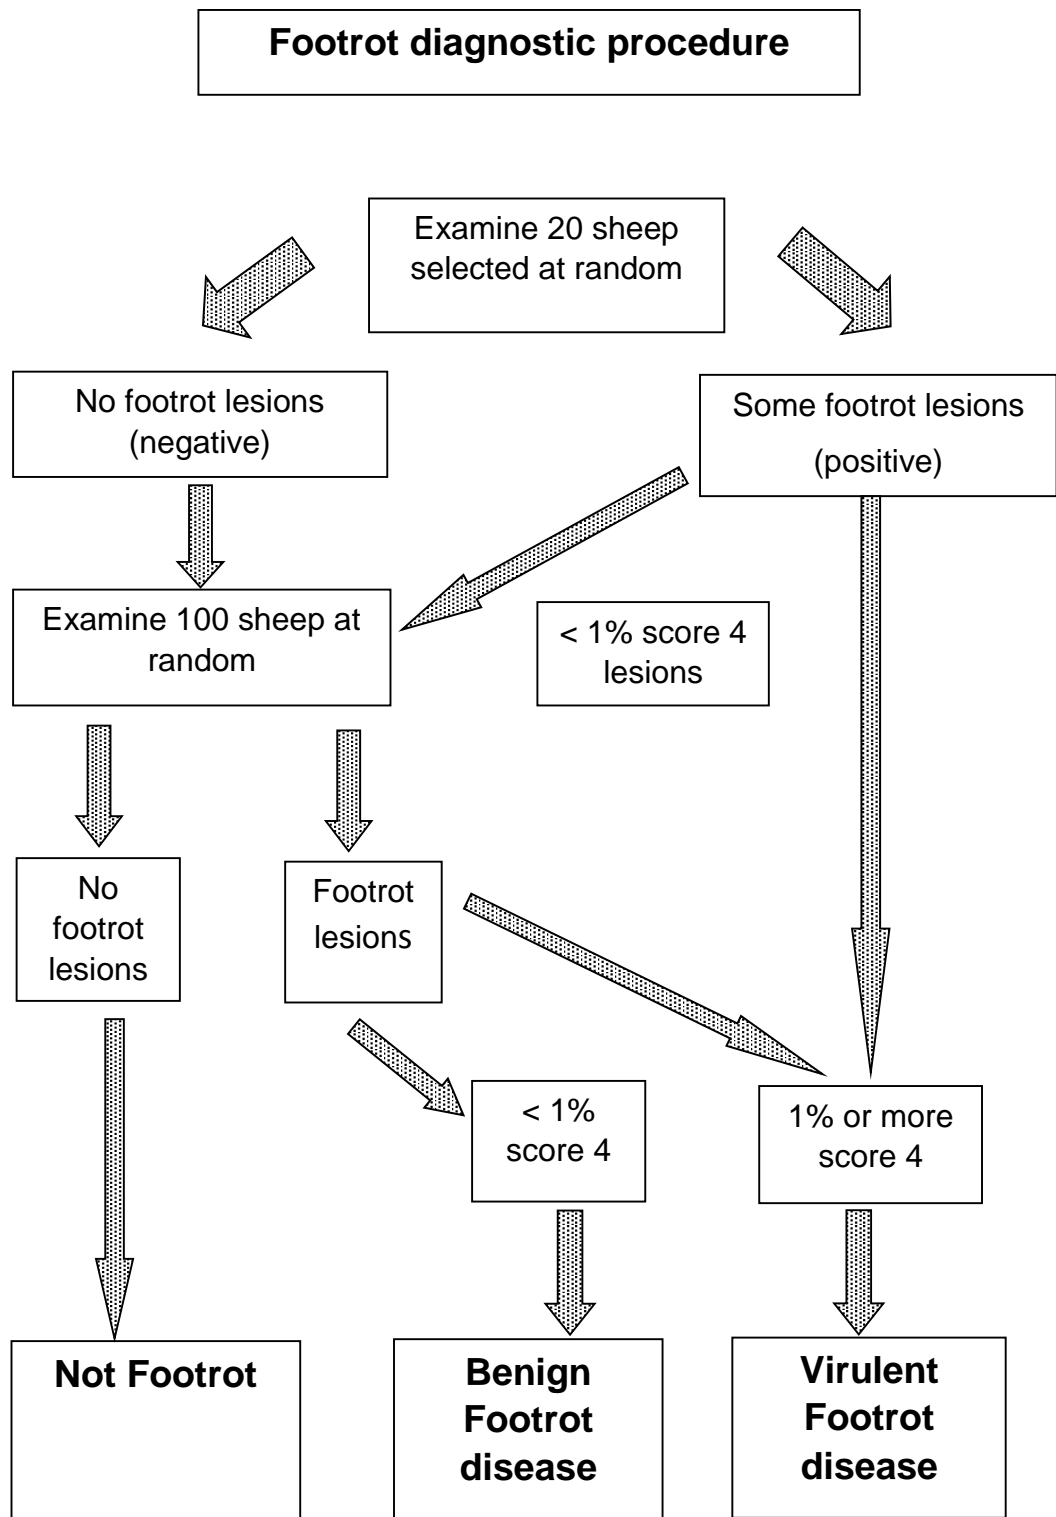 Footrot diagnostic procedure
Examine 20 sheep
selected at random
No footrot lesions
(negative)
Some footrot lesions
(positive)
Examine 100 sheep at
random
< 1% score 4
lesions
No
footrot
lesions
Footrot
lesions
< 1%
score 4
1% or more
score 4
Not Footrot
Benign
Footrot
disease
Virulent
Footrot
disease